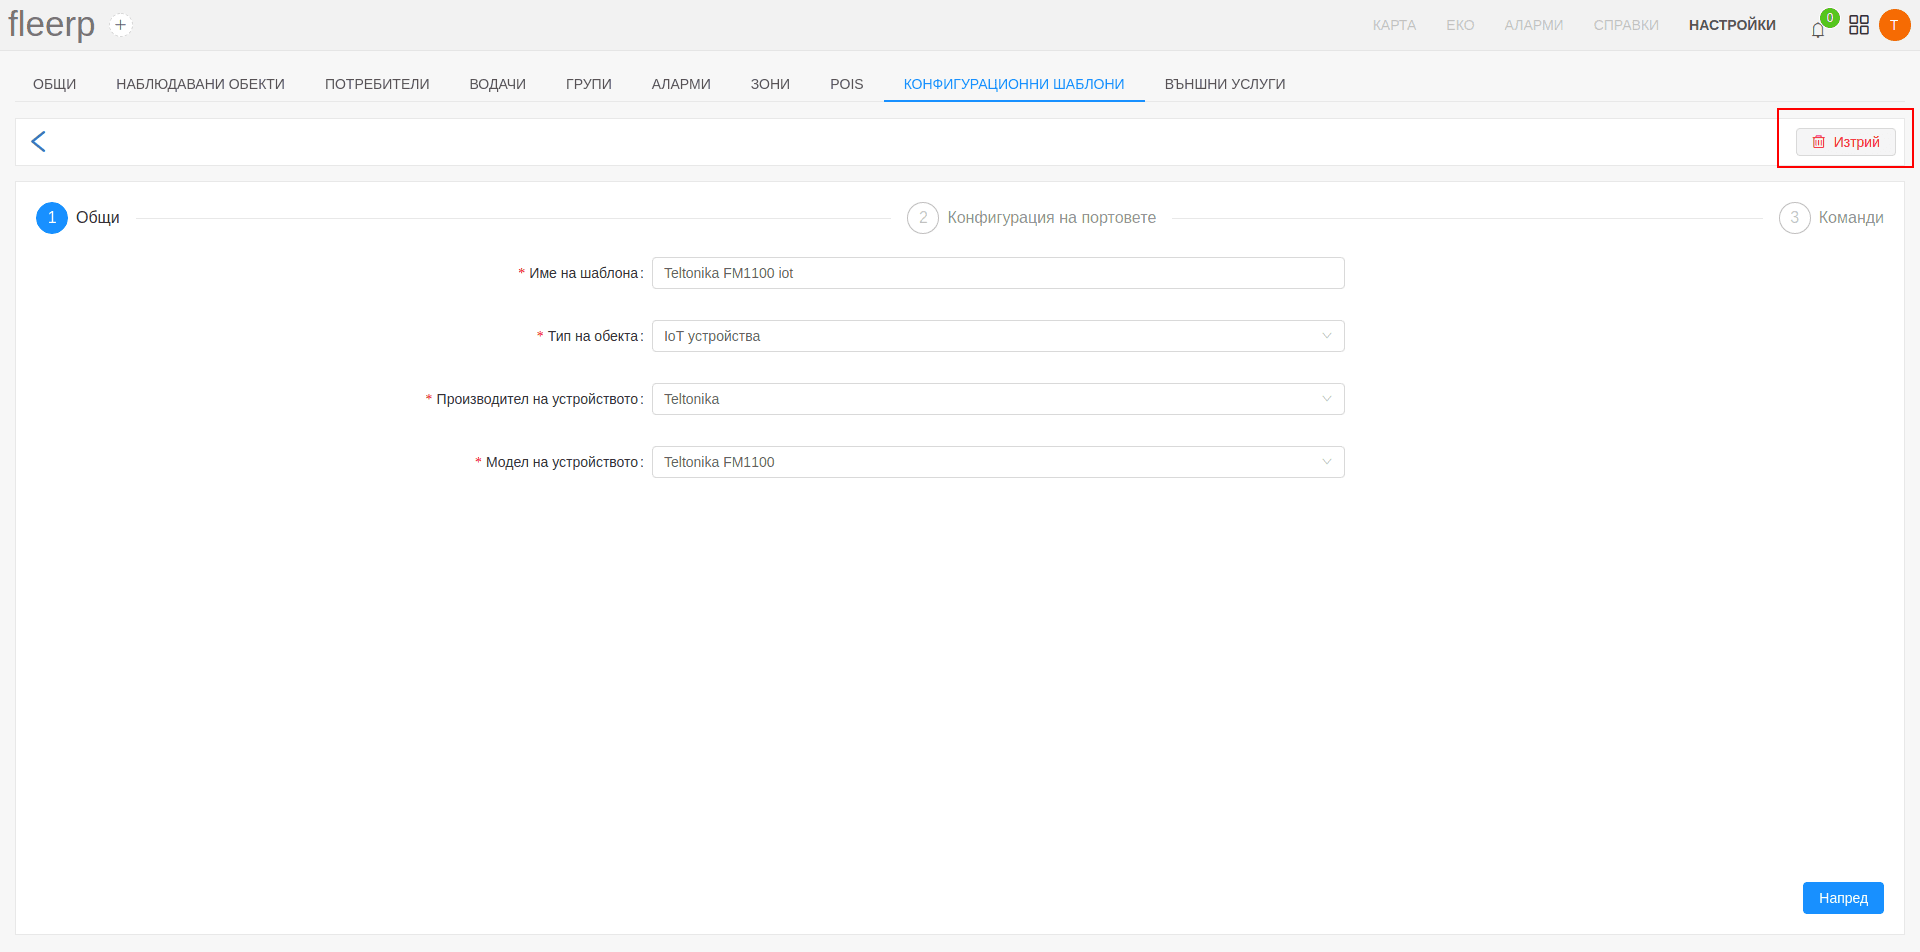 fleerp
КАРТА ЕКО АЛАРМИ СПРАВКИ НАСТРОЙКИ 0 T
ОБЩИ НАБЛЮДАВАНИ ОБЕКТИ ПОТРЕБИТЕЛИ ВОДАЧИ ГРУПИ АЛАРМИ ЗОНИ POIS КОНФИГУРАЦИОННИ ШАБЛОНИ ВЪНШНИ УСЛУГИ
Изтрий
1 Общи 2 Конфигурация на портовете 3 Команди
* Име на шаблона: Teltonika FM1100 iot
* Тип на обекта: IoT устройства
* Производител на устройството: Teltonika
* Модел на устройството: Teltonika FM1100
Напред